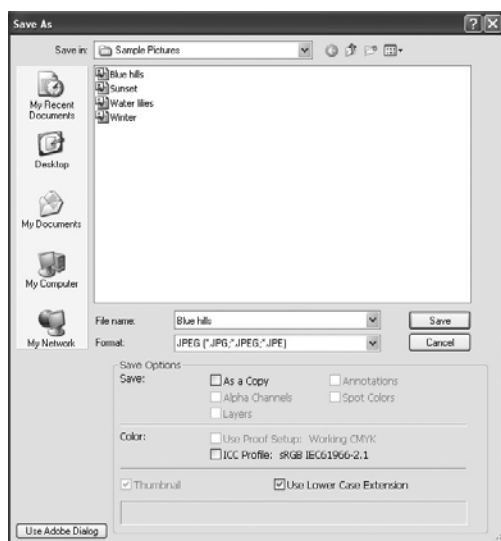 Save As
Save in: Sample Pictures
My Recent Documents
Desktop
My Documents
My Computer
My Network
Blue hills
Sunset
Water lilies
Winter
File name: Blue hills Save
Format: JPEG (*.JPG;*.JPEG;*.JPE) Cancel
Save Options
Save: As a Copy Annotations
Alpha Channels Spot Colors
Layers
Color: Use Proof Setup: Working CMYK
ICC Profile: sRGB IEC61966-2.1
Thumbnail Use Lower Case Extension
Use Adobe Dialog